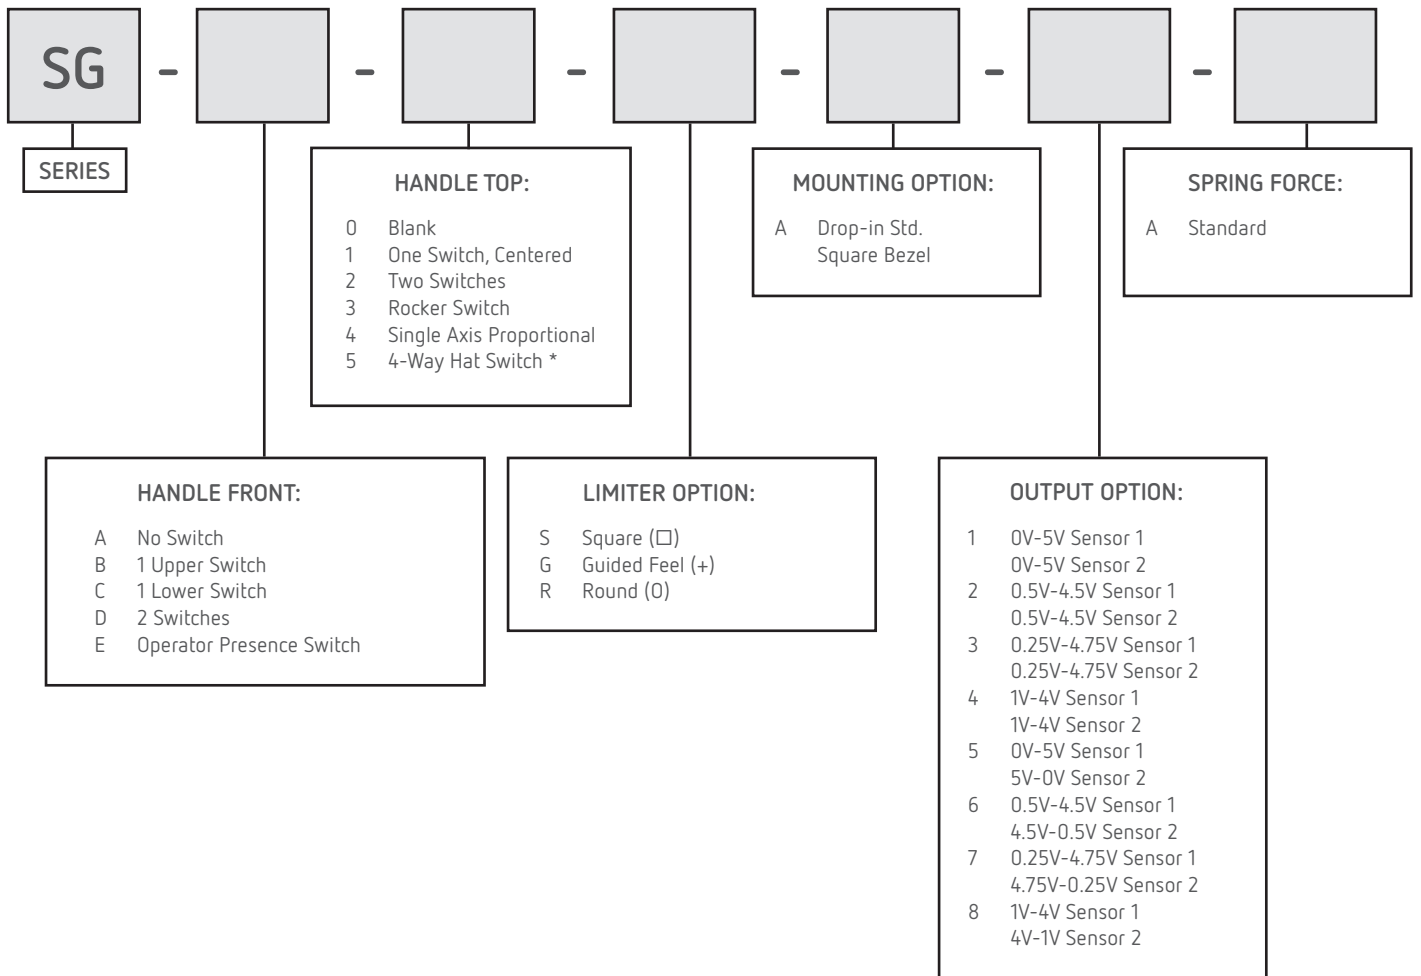 SG - - - - - -
SERIES
HANDLE TOP:
0 Blank
1 One Switch, Centered
2 Two Switches
3 Rocker Switch
4 Single Axis Proportional
5 4-Way Hat Switch *
MOUNTING OPTION:
A Drop-in Std.
Square Bezel
SPRING FORCE:
A Standard
HANDLE FRONT:
A No Switch
B 1 Upper Switch
C 1 Lower Switch
D 2 Switches
E Operator Presence Switch
LIMITER OPTION:
S Square (□)
G Guided Feel (+)
R Round (O)
OUTPUT OPTION:
1 0V-5V Sensor 1
0V-5V Sensor 2
2 0.5V-4.5V Sensor 1
0.5V-4.5V Sensor 2
3 0.25V-4.75V Sensor 1
0.25V-4.75V Sensor 2
4 1V-4V Sensor 1
1V-4V Sensor 2
5 0V-5V Sensor 1
5V-0V Sensor 2
6 0.5V-4.5V Sensor 1
4.5V-0.5V Sensor 2
7 0.25V-4.75V Sensor 1
4.75V-0.25V Sensor 2
8 1V-4V Sensor 1
4V-1V Sensor 2